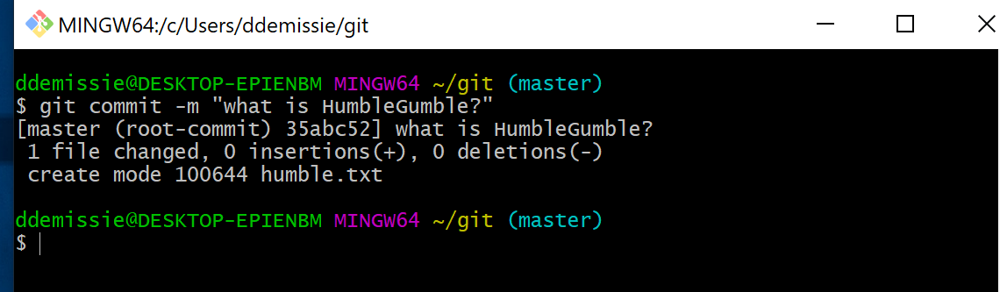 MINGW64:/c/Users/ddemissie/git
ddemissie@DESKTOP-EPIENBM MINGW64 ~/git (master)
$ git commit -m "what is HumbleGumble?"
[master (root-commit) 35abc52] what is HumbleGumble?
 1 file changed, 0 insertions(+), 0 deletions(-)
 create mode 100644 humble.txt
ddemissie@DESKTOP-EPIENBM MINGW64 ~/git (master)
$